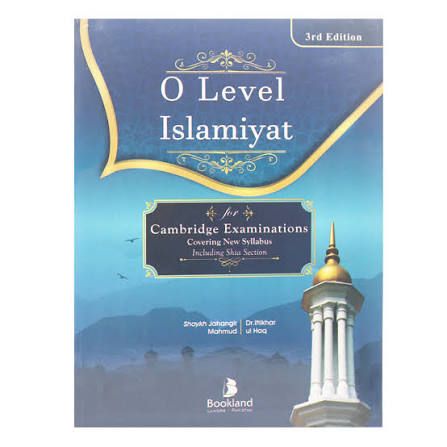 3rd Edition
O Level
Islamiyat
for
Cambridge Examinations
Covering New Syllabus
Including Shia Section
Shaykh Jahangir
Mahmud
Dr. Iftikhar
ul Haq
Bookland